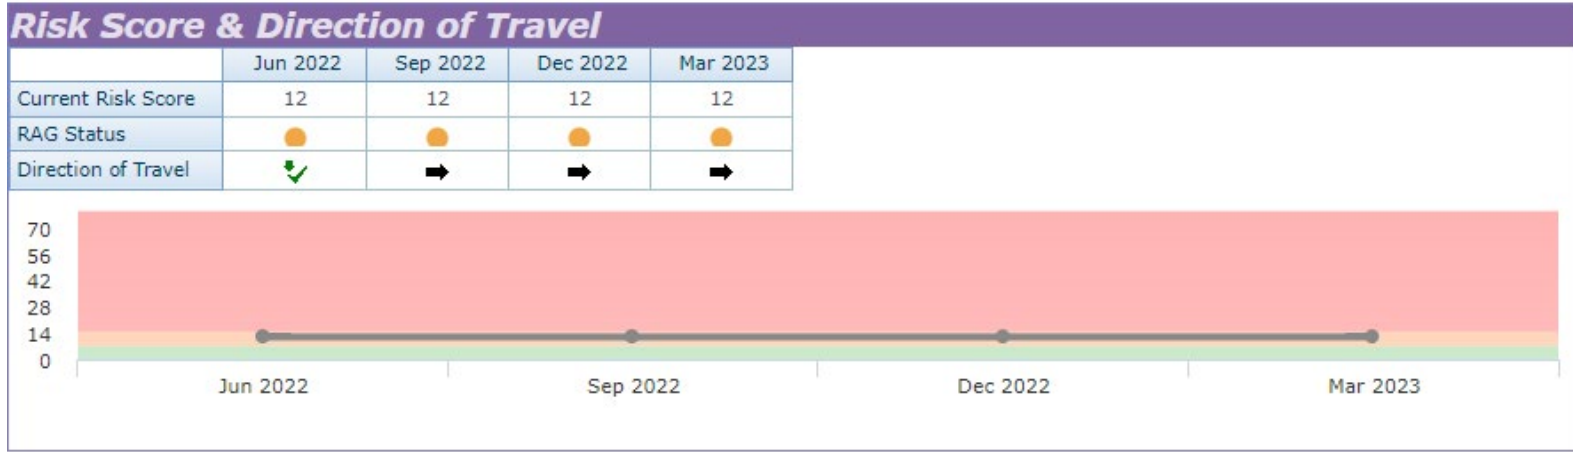 Risk Score & Direction of Travel
Jun 2022 Sep 2022 Dec 2022 Mar 2023
Current Risk Score 12 12 12 12
RAG Status
Direction of Travel
70
56
42
28
14
0
Jun 2022 Sep 2022 Dec 2022 Mar 2023